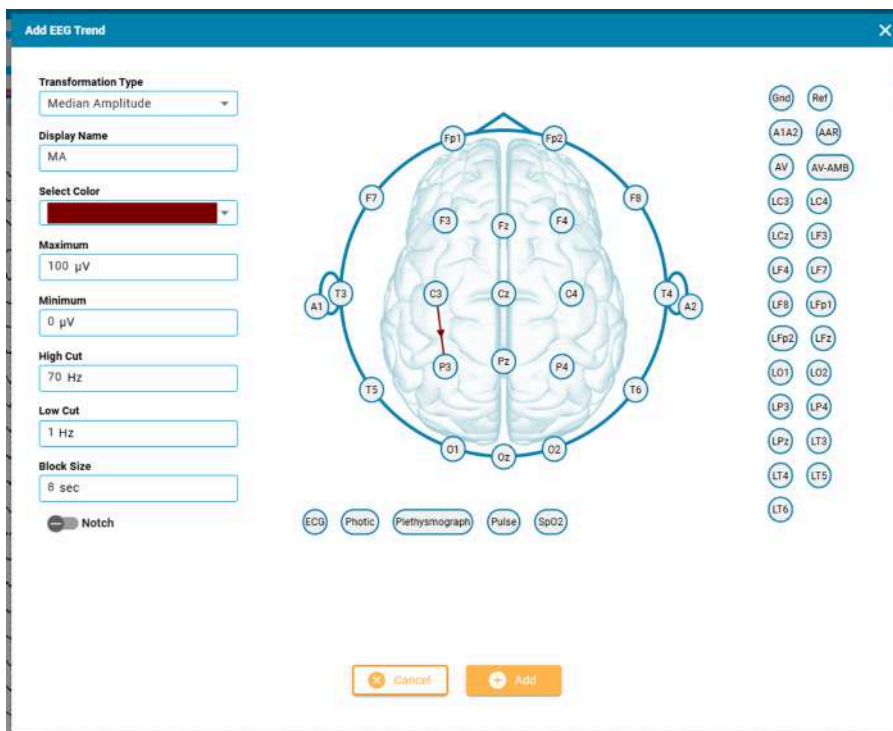 Add EEG Trend
Transformation Type
Median Amplitude
Display Name
MA
Select Color
Maximum
100 µV
Minimum
0 µV
High Cut
70 Hz
Low Cut
1 Hz
Block Size
8 sec
Notch
Fp1 Fp2
F7 F8
F3 Fz F4
A1 T3 C3 Cz C4 T4 A2
P3 Pz P4
T5 T6
O1 Oz O2
ECG Photic Plethysmograph Pulse SpO2
Gnd Ref
A1A2 AAR
AV AV-AMB
LC3 LC4
LCz LF3
LF4 LF7
LF8 LFp1
LFp2 LFz
LO1 LO2
LP3 LP4
LPz LT3
LT4 LT5
LT6
Cancel Add